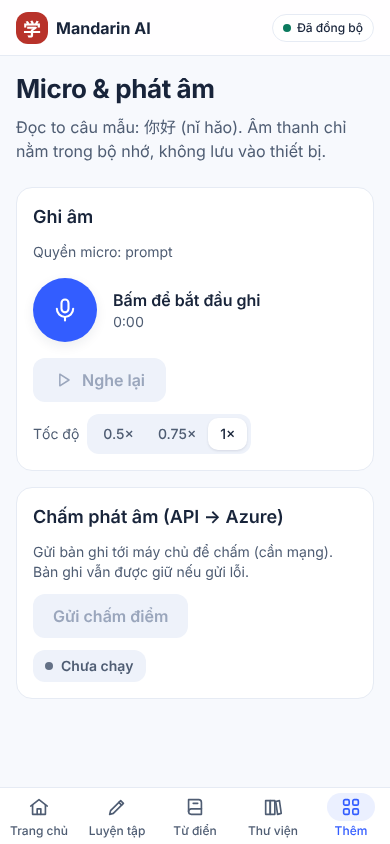 学 Mandarin AI
Đã đồng bộ
Micro & phát âm
Đọc to câu mẫu: 你好 (nǐ hǎo). Âm thanh chỉ
nằm trong bộ nhớ, không lưu vào thiết bị.
Ghi âm
Quyền micro: prompt
Bấm để bắt đầu ghi
0:00
Nghe lại
Tốc độ 0.5× 0.75× 1×
Chấm phát âm (API → Azure)
Gửi bản ghi tới máy chủ để chấm (cần mạng).
Bản ghi vẫn được giữ nếu gửi lỗi.
Gửi chấm điểm
Chưa chạy
Trang chủ Luyện tập Từ điển Thư viện Thêm